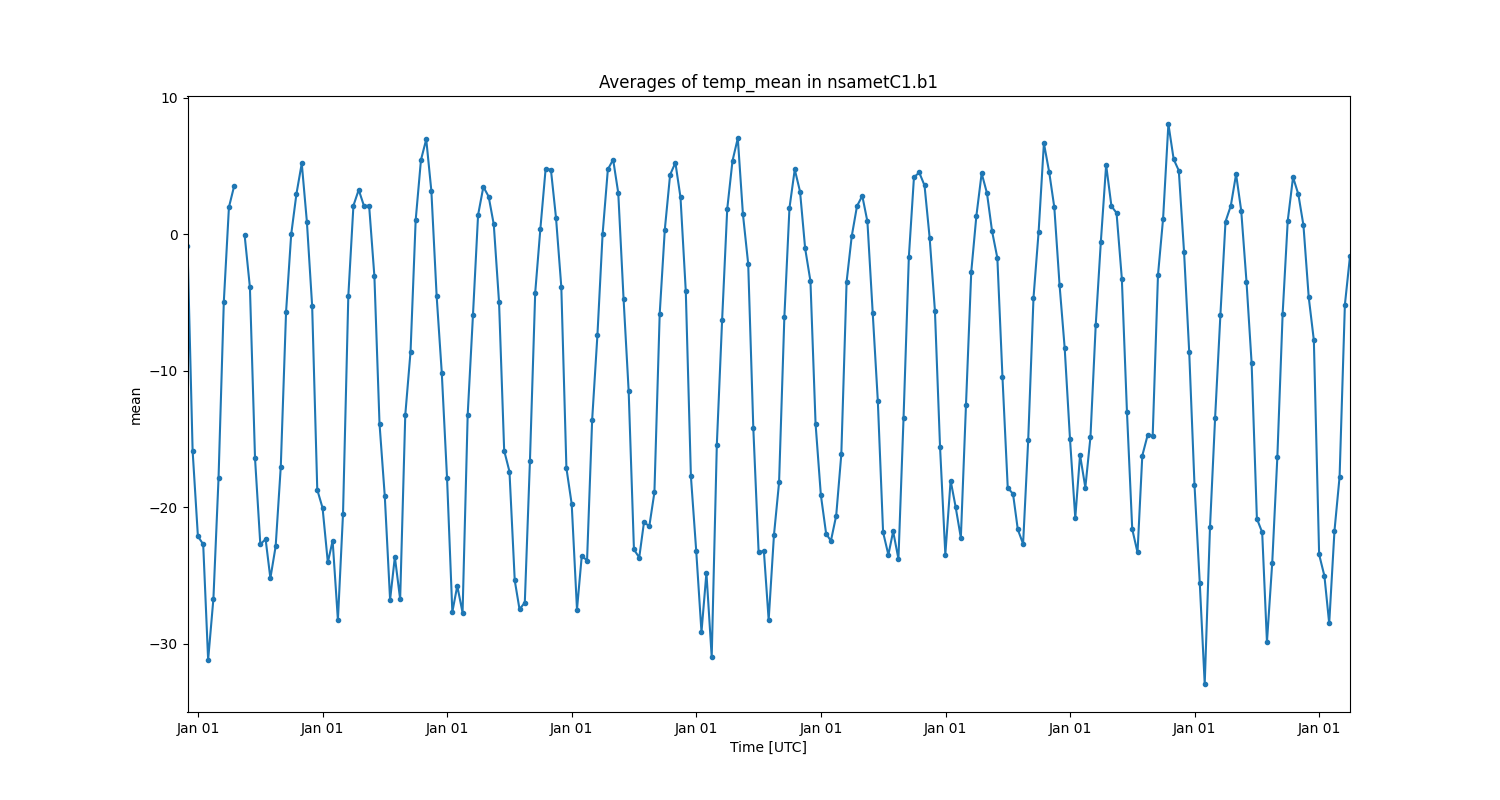 Averages of temp_mean in nsametC1.b1
10
0
−10
−20
−30
mean
Jan 01 Jan 01 Jan 01 Jan 01 Jan 01 Jan 01 Jan 01 Jan 01 Jan 01 Jan 01
Time [UTC]